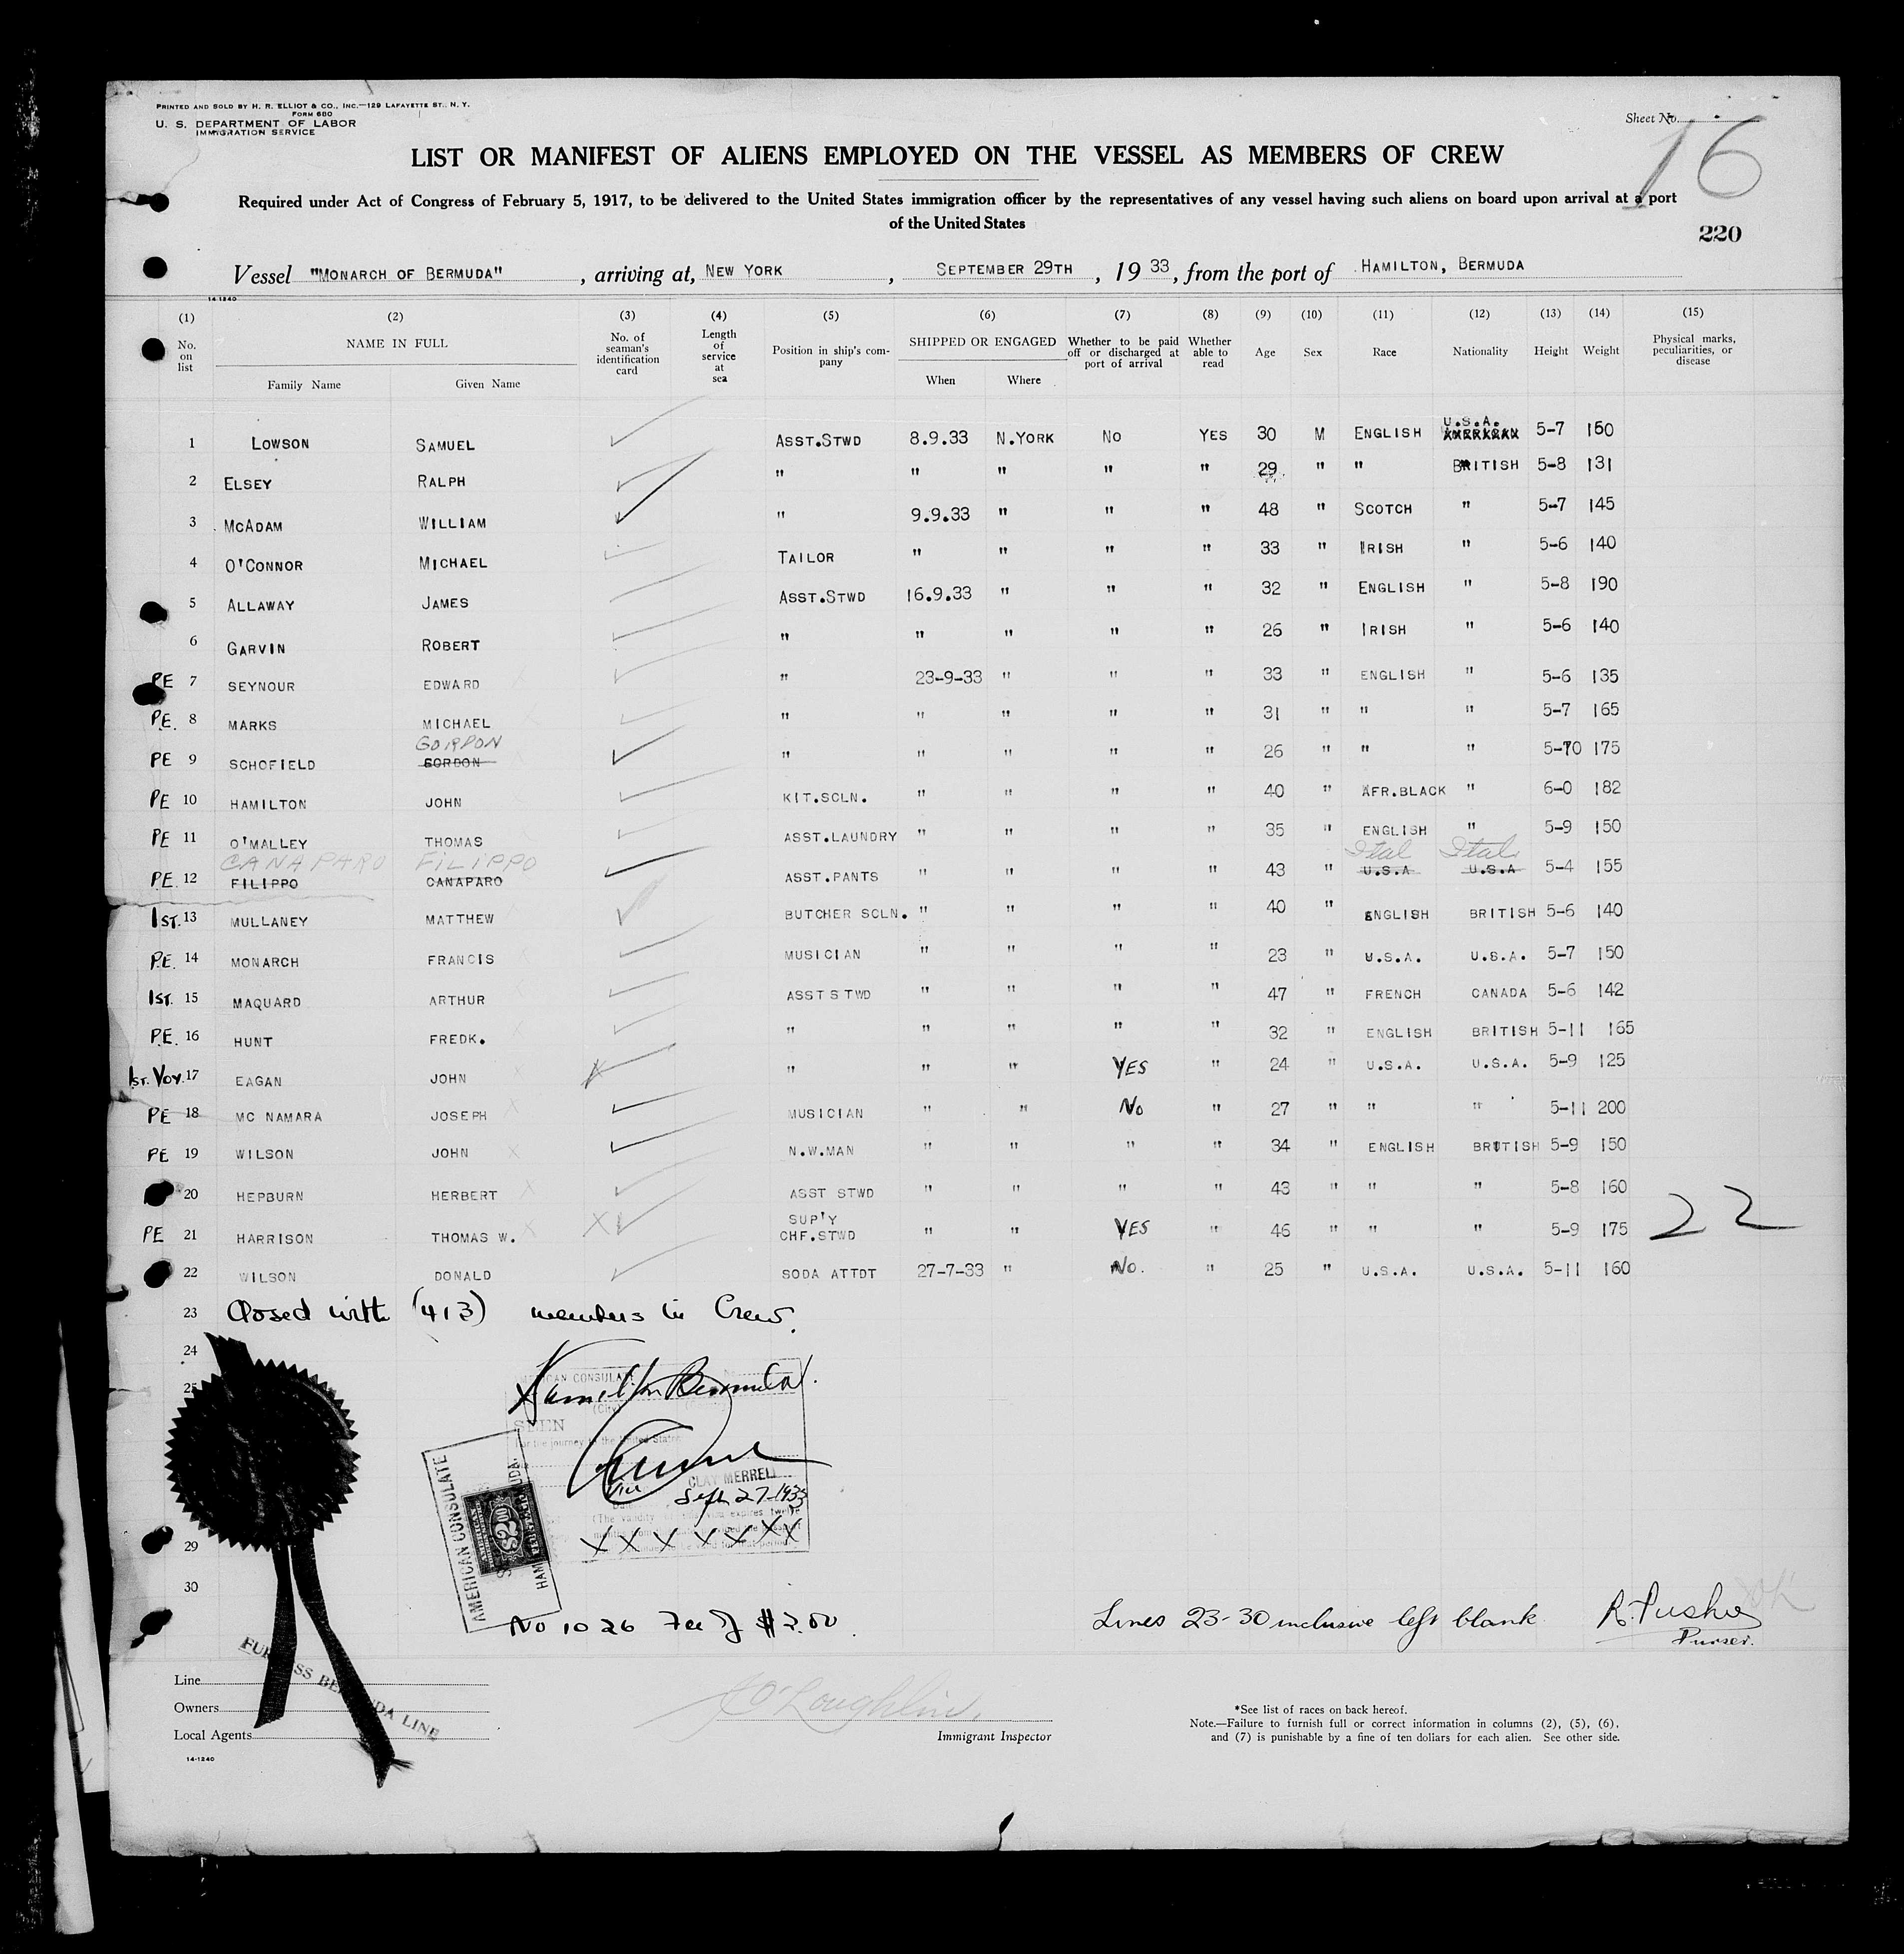 PRINTED AND SOLD BY H. R. ELLIOT & CO., INC.—129 LAFAYETTE ST., N. Y.
FORM 680
U. S. DEPARTMENT OF LABOR
IMMIGRATION SERVICE
Sheet No.
16
LIST OR MANIFEST OF ALIENS EMPLOYED ON THE VESSEL AS MEMBERS OF CREW
Required under Act of Congress of February 5, 1917, to be delivered to the United States immigration officer by the representatives of any vessel having such aliens on board upon arrival at a port
of the United States
220
Vessel "MONARCH OF BERMUDA", arriving at, NEW YORK, SEPTEMBER 29TH, 1933, from the port of HAMILTON, BERMUDA
14-1240
(1) (2) (3) (4) (5) (6) (7) (8) (9) (10) (11) (12) (13) (14) (15)
No. on list NAME IN FULL Family Name Given Name No. of seaman's identification card Length of service at sea Position in ship's company SHIPPED OR ENGAGED When Where Whether to be paid off or discharged at port of arrival Whether able to read Age Sex Race Nationality Height Weight Physical marks, peculiarities, or disease
U.S.A.
1 LOWSON SAMUEL ASST.STWD 8.9.33 N.YORK NO YES 30 M ENGLISH 5-7 150
2 ELSEY RALPH " " " " " 29 " " BRITISH 5-8 131
3 MCADAM WILLIAM " 9.9.33 " " " 48 " SCOTCH " 5-7 145
4 O'CONNOR MICHAEL TAILOR " " " " 33 " IRISH " 5-6 140
5 ALLAWAY JAMES ASST.STWD 16.9.33 " " " 32 " ENGLISH " 5-8 190
6 GARVIN ROBERT " " " " " 26 " IRISH " 5-6 140
PE 7 SEYNOUR EDWARD " 23-9-33 " " " 33 " ENGLISH " 5-6 135
PE. 8 MARKS MICHAEL " " " " " 31 " " " 5-7 165
GORDON
PE 9 SCHOFIELD GORDON " " " " " 26 " " " 5-70 175
PE 10 HAMILTON JOHN KIT.SCLN. " " " " 40 " AFR.BLACK " 6-0 182
PE 11 O'MALLEY THOMAS ASST.LAUNDRY " " " " 35 " ENGLISH " 5-9 150
CANAPARO FILIPPO Ital Ital
PE. 12 FILIPPO CANAPARO ASST.PANTS " " " " 43 " U.S.A U.S.A 5-4 155
1ST. 13 MULLANEY MATTHEW BUTCHER SCLN. " " " " 40 " ENGLISH BRITISH 5-6 140
P.E. 14 MONARCH FRANCIS MUSICIAN " " " " 23 " U.S.A. U.S.A. 5-7 150
1ST. 15 MAQUARD ARTHUR ASST STWD " " " " 47 " FRENCH CANADA 5-6 142
P.E. 16 HUNT FREDK. " " " " " 32 " ENGLISH BRITISH 5-11 165
1ST. VOY. 17 EAGAN JOHN " " " YES " 24 " U.S.A. U.S.A. 5-9 125
PE 18 MC NAMARA JOSEPH MUSICIAN " " No " 27 " " " 5-11 200
PE 19 WILSON JOHN N.W.MAN " " " " 34 " ENGLISH BRITISH 5-9 150
20 HEPBURN HERBERT ASST STWD " " " " 43 " " " 5-8 160
PE 21 HARRISON THOMAS W. SUP'Y CHF.STWD " " YES " 46 " " " 5-9 175 22
22 WILSON DONALD SODA ATTDT 27-7-33 " No. " 25 " U.S.A. U.S.A. 5-11 160
23 Closed with (413) members in Crew.
24
25
AMERICAN CONSULATE
Hamilton Bermuda.
(City)
SEEN
For the journey to the United States
CLAY MERRELL
Sept 27-1933
X X X X X X X
AMERICAN CONSULATE
$2.00
29
30
No 1026 Fee of $2.00.
Lines 23-30 inclusive left blank
Purser.
OK
FURNESS BERMUDA LINE
Line
Owners
Local Agents
14-1240
O'Loughlin.
Immigrant Inspector
*See list of races on back hereof.
Note.—Failure to furnish full or correct information in columns (2), (5), (6),
and (7) is punishable by a fine of ten dollars for each alien. See other side.